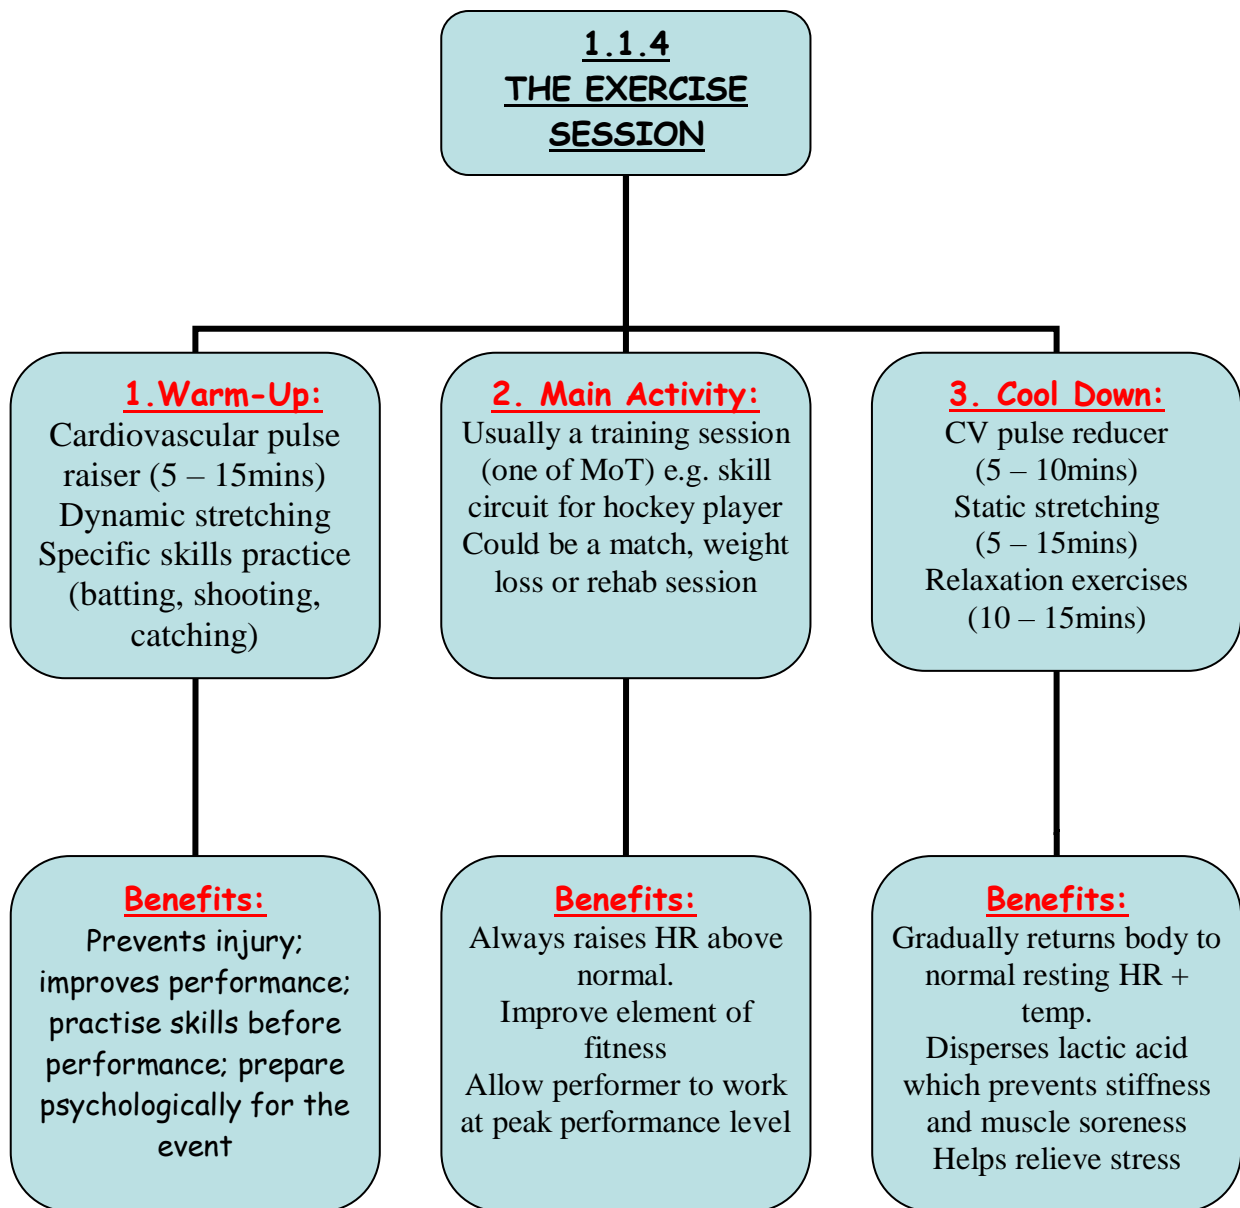 1.1.4
THE EXERCISE
SESSION
1.Warm-Up:
Cardiovascular pulse
raiser (5 – 15mins)
Dynamic stretching
Specific skills practice
(batting, shooting,
catching)
2. Main Activity:
Usually a training session
(one of MoT) e.g. skill
circuit for hockey player
Could be a match, weight
loss or rehab session
3. Cool Down:
CV pulse reducer
(5 – 10mins)
Static stretching
(5 – 15mins)
Relaxation exercises
(10 – 15mins)
Benefits:
Prevents injury;
improves performance;
practise skills before
performance; prepare
psychologically for the
event
Benefits:
Always raises HR above
normal.
Improve element of
fitness
Allow performer to work
at peak performance level
Benefits:
Gradually returns body to
normal resting HR +
temp.
Disperses lactic acid
which prevents stiffness
and muscle soreness
Helps relieve stress